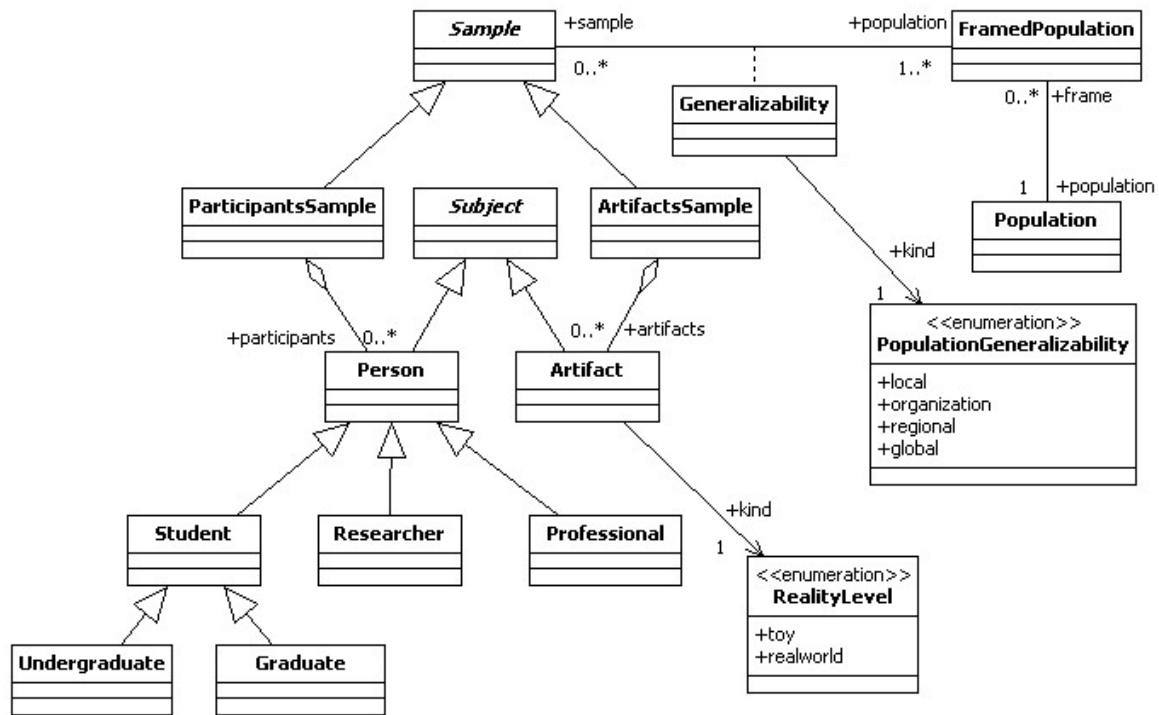 Sample
+sample
+population
FramedPopulation
0..*
1..*
0..*
+frame
Generalizability
ParticipantsSample
Subject
ArtifactsSample
1
+population
Population
+kind
1
+participants
0..*
0..*
+artifacts
<<enumeration>>
PopulationGeneralizability
+local
+organization
+regional
+global
Person
Artifact
+kind
1
Student
Researcher
Professional
<<enumeration>>
RealityLevel
+toy
+realworld
Undergraduate
Graduate